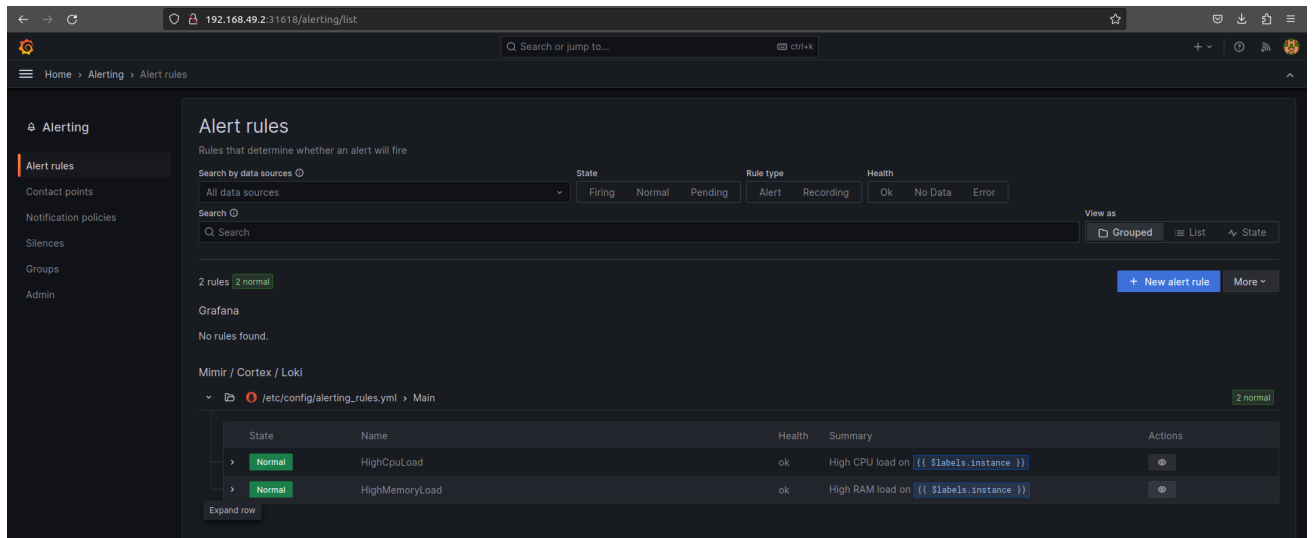 192.168.49.2:31618/alerting/list
Search or jump to... ctrl+k
Home › Alerting › Alert rules
Alerting
Alert rules
Contact points
Notification policies
Silences
Groups
Admin
Alert rules
Rules that determine whether an alert will fire
Search by data sources State Rule type Health
All data sources Firing Normal Pending Alert Recording Ok No Data Error
Search View as
Search Grouped List State
2 rules 2 normal + New alert rule More
Grafana
No rules found.
Mimir / Cortex / Loki
/etc/config/alerting_rules.yml › Main 2 normal
State Name Health Summary Actions
Normal HighCpuLoad ok High CPU load on {{ $labels.instance }}
Normal HighMemoryLoad ok High RAM load on {{ $labels.instance }}
Expand row